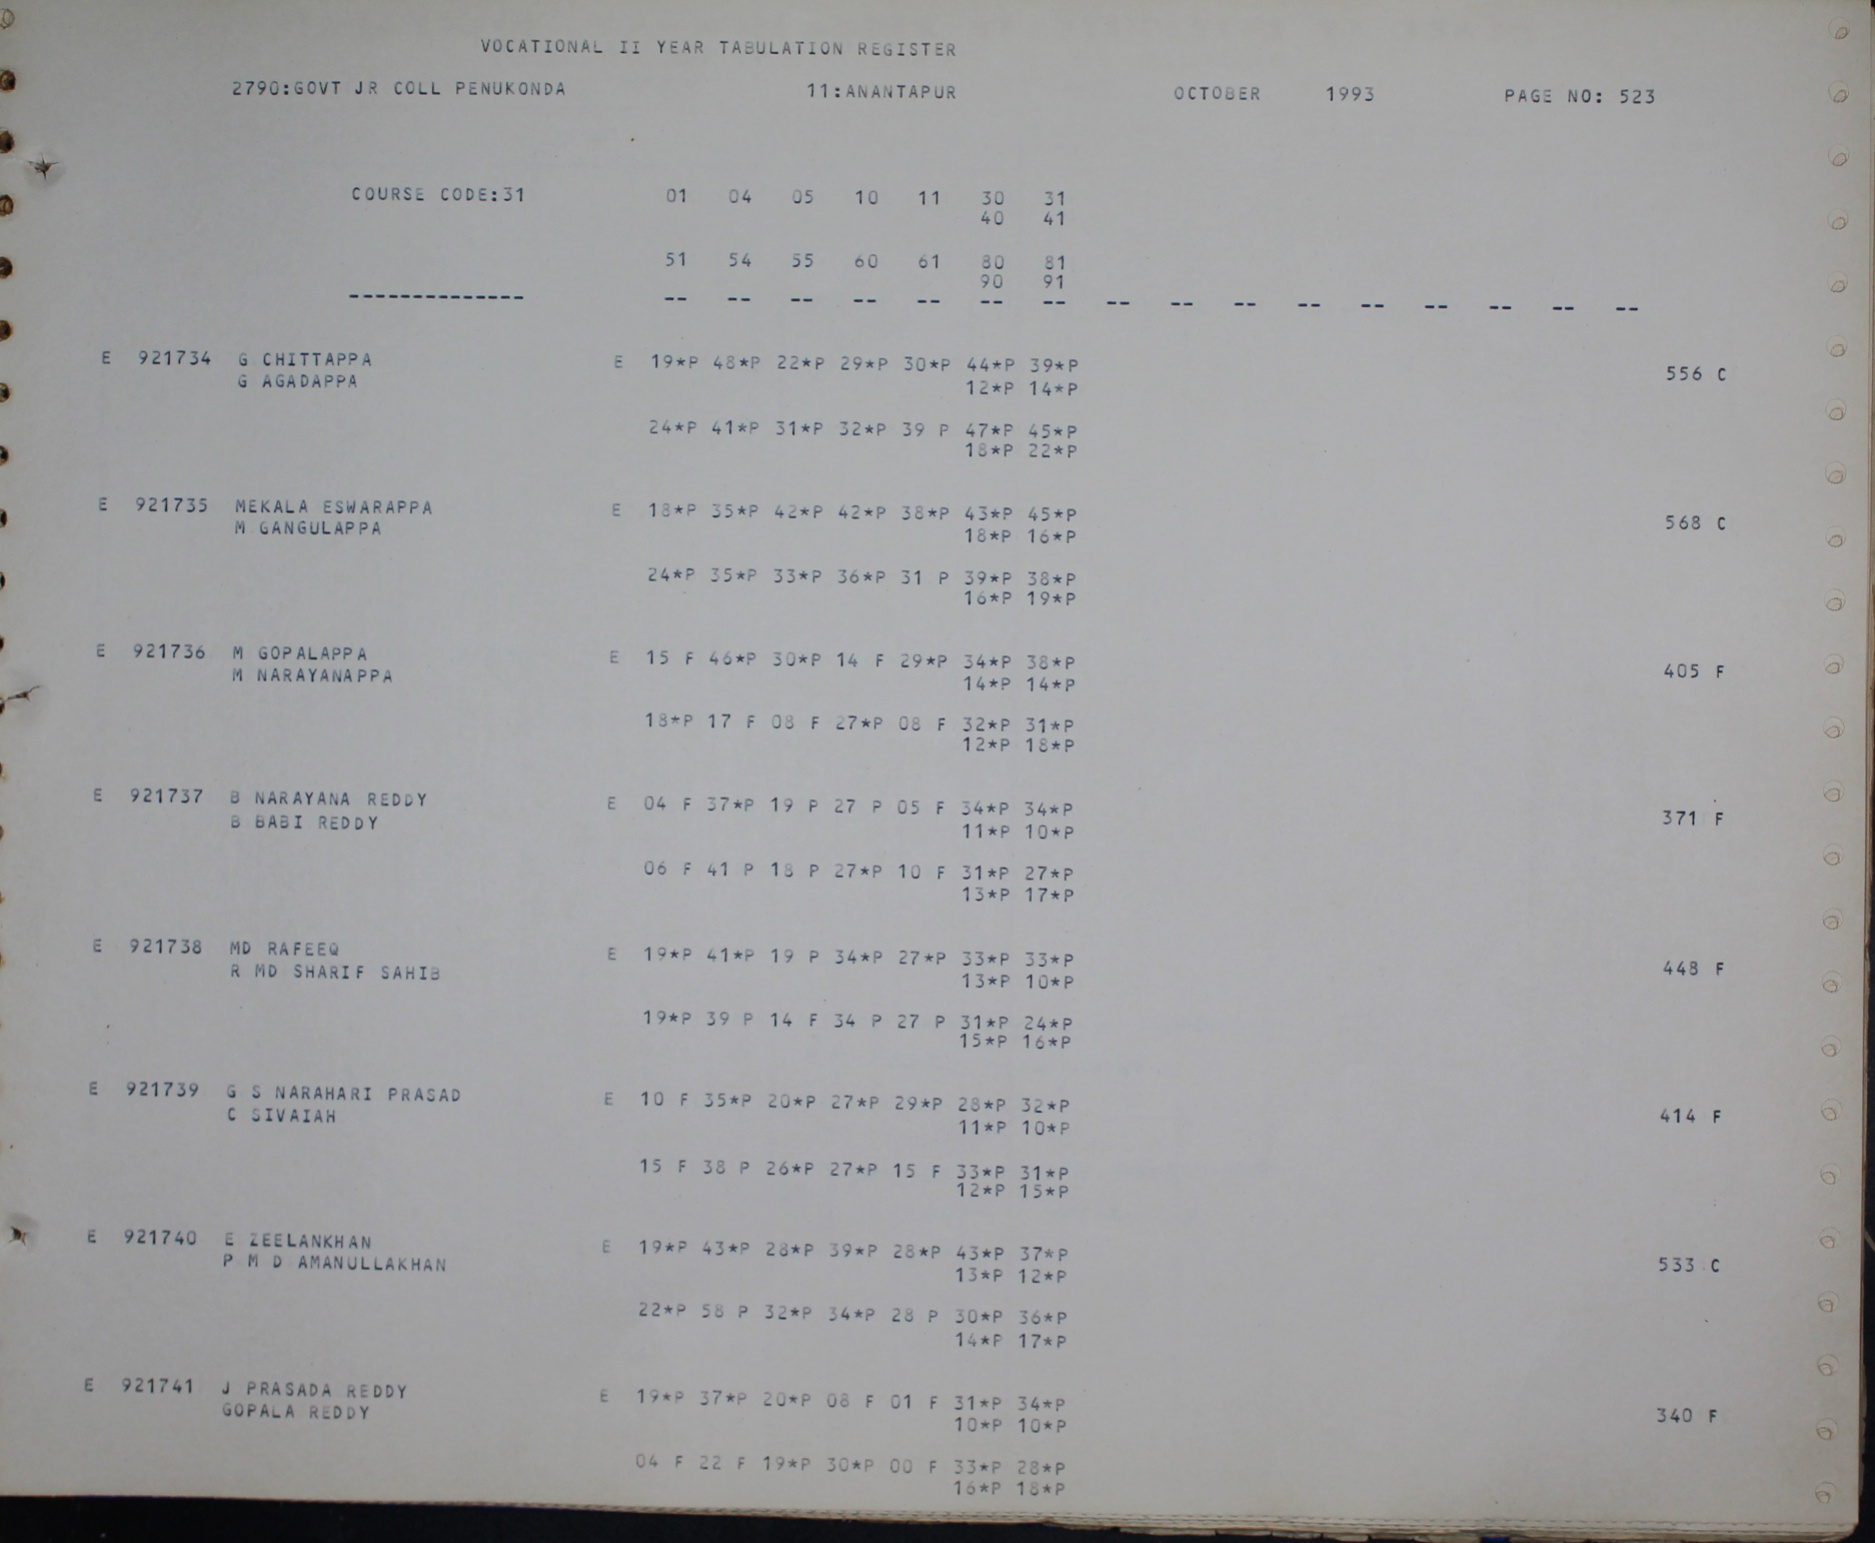 VOCATIONAL II YEAR TABULATION REGISTER
2790:GOVT JR COLL PENUKONDA 11:ANANTAPUR OCTOBER 1993 PAGE NO: 523
COURSE CODE:31 01 04 05 10 11 30 31
40 41
51 54 55 60 61 80 81
90 91
-------------- -- -- -- -- -- -- -- -- -- -- -- -- -- -- -- --
E 921734 G CHITTAPPA E 19*P 48*P 22*P 29*P 30*P 44*P 39*P
G AGADAPPA 12*P 14*P 556 C
24*P 41*P 31*P 32*P 39 P 47*P 45*P
18*P 22*P
E 921735 MEKALA ESWARAPPA E 18*P 35*P 42*P 42*P 38*P 43*P 45*P
M GANGULAPPA 18*P 16*P 568 C
24*P 35*P 33*P 36*P 31 P 39*P 38*P
16*P 19*P
E 921736 M GOPALAPPA E 15 F 46*P 30*P 14 F 29*P 34*P 38*P
M NARAYANAPPA 14*P 14*P 405 F
18*P 17 F 08 F 27*P 08 F 32*P 31*P
12*P 18*P
E 921737 B NARAYANA REDDY E 04 F 37*P 19 P 27 P 05 F 34*P 34*P
B BABI REDDY 11*P 10*P 371 F
06 F 41 P 18 P 27*P 10 F 31*P 27*P
13*P 17*P
E 921738 MD RAFEEQ E 19*P 41*P 19 P 34*P 27*P 33*P 33*P
R MD SHARIF SAHIB 13*P 10*P 448 F
19*P 39 P 14 F 34 P 27 P 31*P 24*P
15*P 16*P
E 921739 G S NARAHARI PRASAD E 10 F 35*P 20*P 27*P 29*P 28*P 32*P
C SIVAIAH 11*P 10*P 414 F
15 F 38 P 26*P 27*P 15 F 33*P 31*P
12*P 15*P
E 921740 E ZEELANKHAN E 19*P 43*P 28*P 39*P 28*P 43*P 37*P
P M D AMANULLAKHAN 13*P 12*P 533 C
22*P 58 P 32*P 34*P 28 P 30*P 36*P
14*P 17*P
E 921741 J PRASADA REDDY E 19*P 37*P 20*P 08 F 01 F 31*P 34*P
GOPALA REDDY 10*P 10*P 340 F
04 F 22 F 19*P 30*P 00 F 33*P 28*P
16*P 18*P